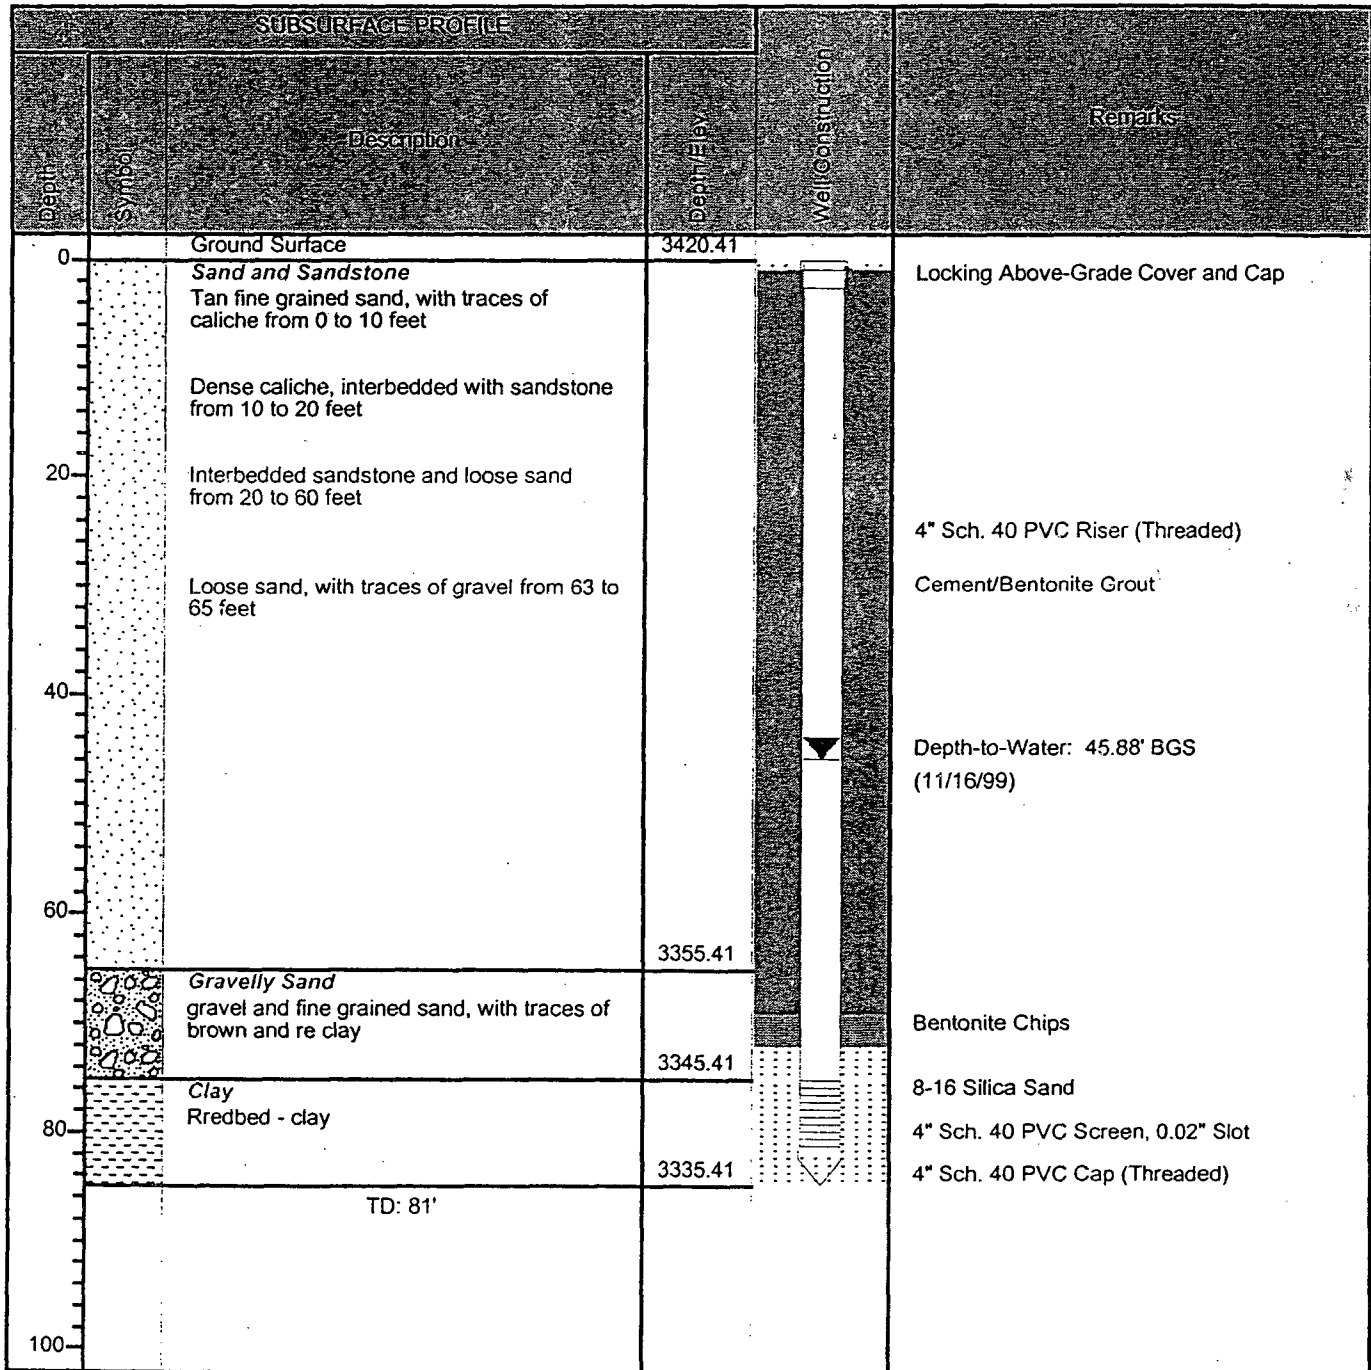 SUBSURFACE PROFILE
Depth
Symbol
Description
Depth/Elev
Well Construction
Remarks
0
Ground Surface
3420.41
Sand and Sandstone
Tan fine grained sand, with traces of
caliche from 0 to 10 feet
Locking Above-Grade Cover and Cap
Dense caliche, interbedded with sandstone
from 10 to 20 feet
20
Interbedded sandstone and loose sand
from 20 to 60 feet
4" Sch. 40 PVC Riser (Threaded)
Loose sand, with traces of gravel from 63 to
65 feet
Cement/Bentonite Grout
40
Depth-to-Water: 45.88' BGS
(11/16/99)
60
3355.41
Gravelly Sand
gravel and fine grained sand, with traces of
brown and re clay
Bentonite Chips
3345.41
Clay
Rredbed - clay
8-16 Silica Sand
80
4" Sch. 40 PVC Screen, 0.02" Slot
3335.41
4" Sch. 40 PVC Cap (Threaded)
TD: 81'
100